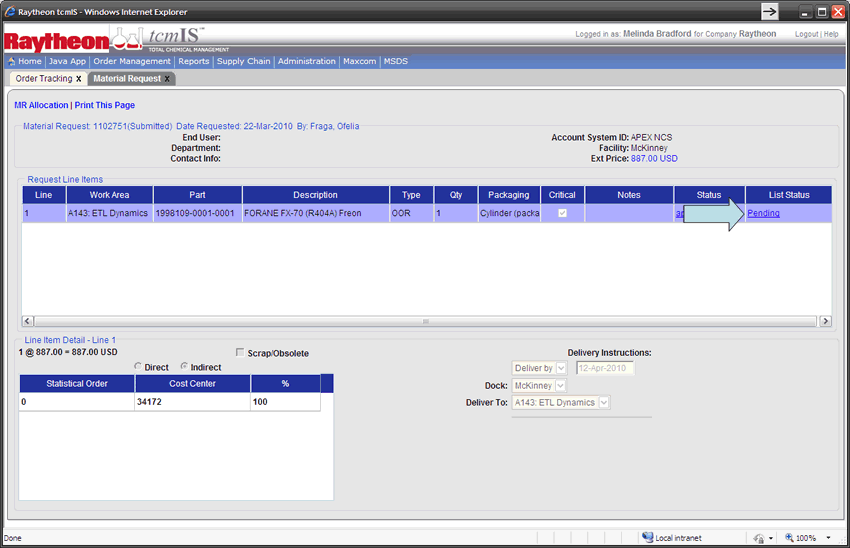 Raytheon tcmIS - Windows Internet Explorer
Raytheon tcmIS
TOTAL CHEMICAL MANAGEMENT
Logged in as: Melinda Bradford for Company Raytheon Logout | Help
Home Java App Order Management Reports Supply Chain Administration Maxcom MSDS
Order Tracking x Material Request x
MR Allocation | Print This Page
Material Request: 1102751(Submitted) Date Requested: 22-Mar-2010 By: Fraga, Ofelia
End User: Account System ID: APEX NCS
Department: Facility: McKinney
Contact Info: Ext Price: 887.00 USD
Request Line Items
Line Work Area Part Description Type Qty Packaging Critical Notes Status List Status
1 A143: ETL Dynamics 1998109-0001-0001 FORANE FX-70 (R404A) Freon OOR 1 Cylinder (packa Pending
Line Item Detail - Line 1
1 @ 887.00 = 887.00 USD Scrap/Obsolete Delivery Instructions:
Direct Indirect Deliver by 12-Apr-2010
Statistical Order Cost Center % Dock: McKinney
0 34172 100 Deliver To: A143: ETL Dynamics
Done Local intranet 100%